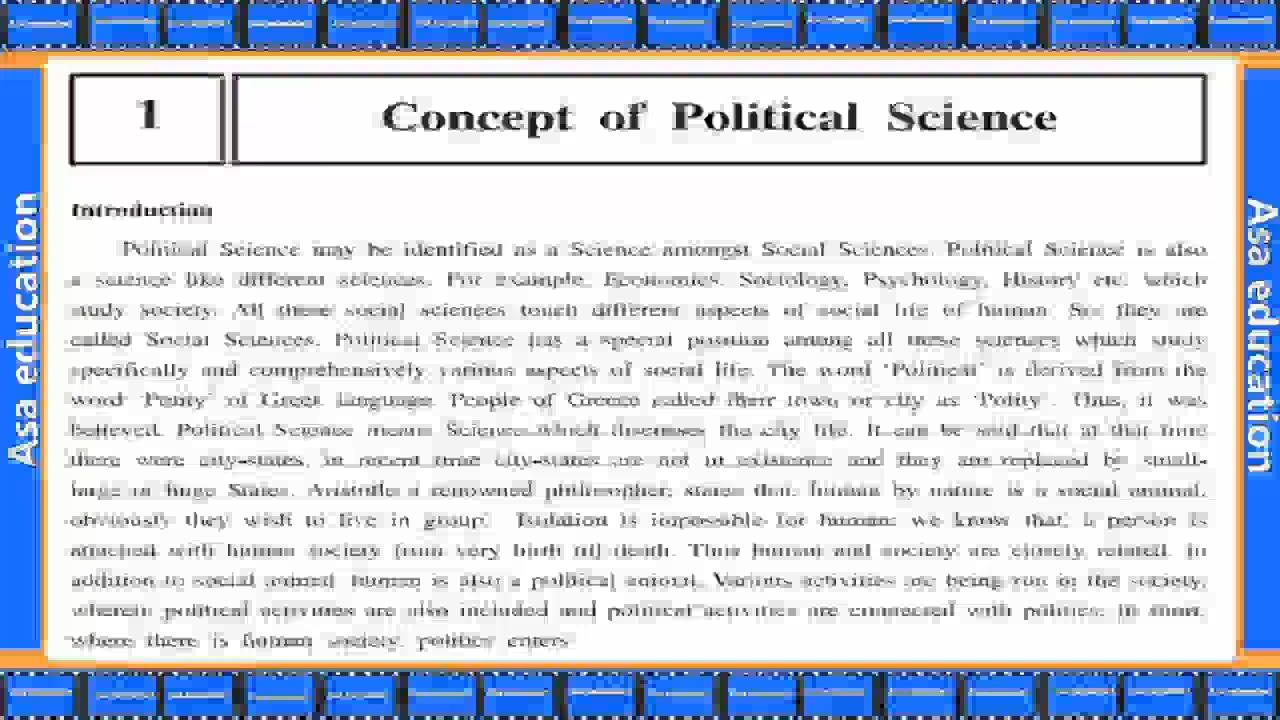 1
Concept of Political Science
Introduction
Political Science may be identified as a Science amongst Social Sciences. Political Science is also
a science like different sciences. For example, Economics, Sociology, Psychology, History etc. which
study society. All these social sciences touch different aspects of social life of human. So, they are
called Social Sciences. Political Science has a special position among all these sciences which study
specifically and comprehensively various aspects of social life. The word 'Political' is derived from the
word 'Polity' of Greek language. People of Greece called their town or city as 'Polity'. Thus, it was
believed, Political Science means Science which discusses the city life. It can be said that at that time
there were city-states, in recent time city-states are not in existence and they are replaced by small-
large or huge States. Aristotle a renowned philosopher, states that, human by nature is a social animal,
obviously they wish to live in group. Isolation is impossible for human; we know that, a person is
attached with human society from very birth till death. Thus human and society are closely related. In
addition to social animal, human is also a political animal. Various activities are being run in the society,
wherein political activities are also included and political activities are connected with politics. In short,
where there is human society, politics enters.
Asa education
Asa education